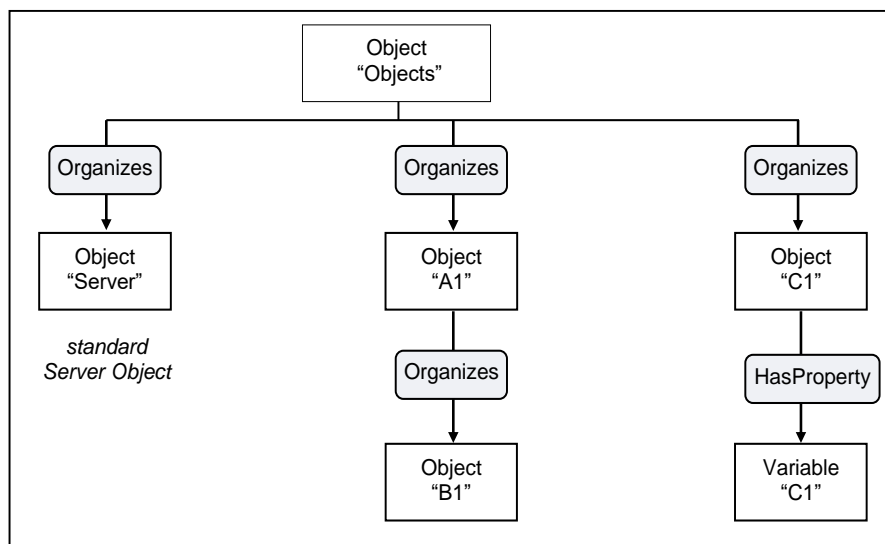 Object
“Objects”
Organizes
Organizes
Organizes
Object
“Server”
Object
“A1”
Object
“C1”
standard
Server Object
Organizes
HasProperty
Object
“B1”
Variable
“C1”